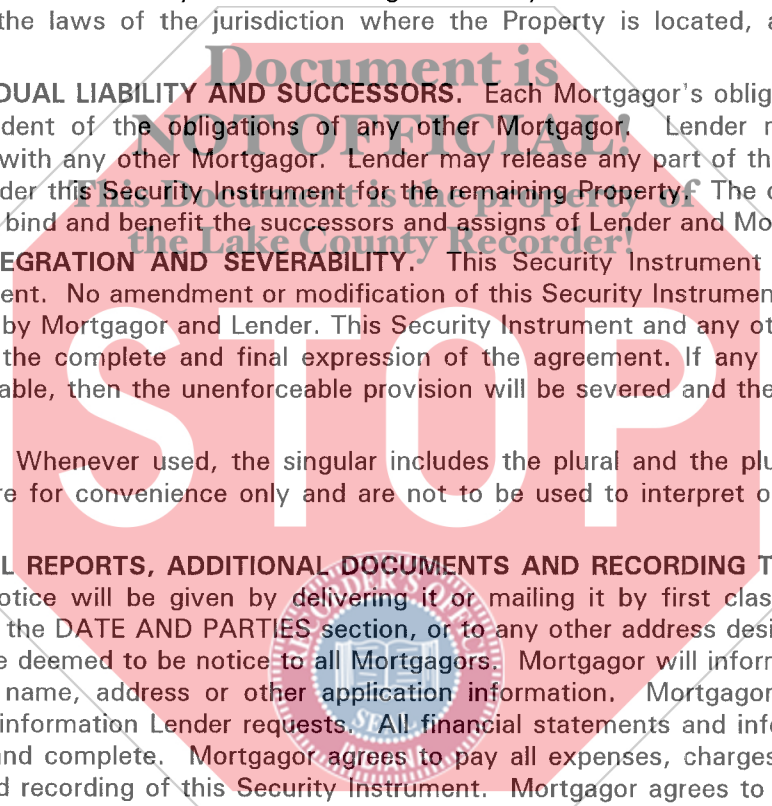 the laws of the jurisdiction where the Property is located, a
Document is
DUAL LIABILITY AND SUCCESSORS. Each Mortgagor's oblig
dent of the obligations of any other Mortgagor. Lender
NOT OFFICIAL!
with any other Mortgagor. Lender may release any part of th
der this Security Instrument for the remaining Property. The
This Document is the property of
bind and benefit the successors and assigns of Lender and Mo
the Lake County Recorder!
EGRATION AND SEVERABILITY. This Security Instrument
ent. No amendment or modification of this Security Instrumen
by Mortgagor and Lender. This Security Instrument and any ot
the complete and final expression of the agreement. If any
able, then the unenforceable provision will be severed and the
STOP
Whenever used, the singular includes the plural and the plu
re for convenience only and are not to be used to interpret o
L REPORTS, ADDITIONAL DOCUMENTS AND RECORDING T
otice will be given by delivering it or mailing it by first clas
the DATE AND PARTIES section, or to any other address desi
e deemed to be notice to all Mortgagors. Mortgagor will inform
name, address or other application information. Mortgagor
information Lender requests. All financial statements and info
and complete. Mortgagor agrees to pay all expenses, charges
d recording of this Security Instrument. Mortgagor agrees to
RECORDER'S OFFICE
SEAL
INDIANA